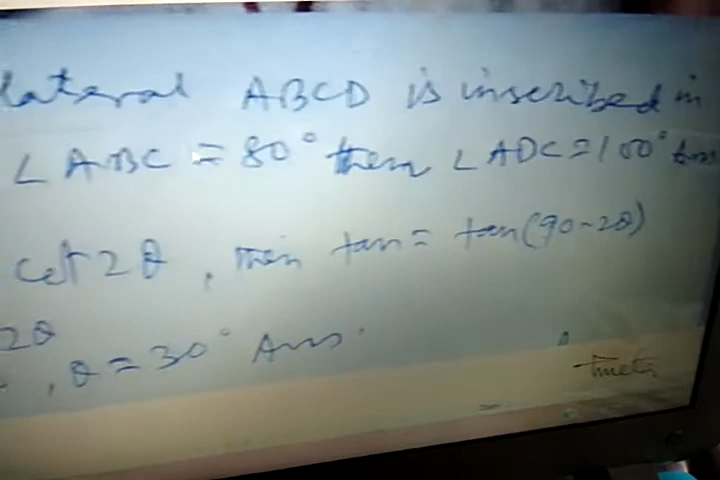 lateral ABCD is inscribed in
∠ABC = 80° then ∠ADC = 100° Ans
cot 2θ, then tan = tan(90-2θ)
2θ
, θ = 30° Ans.